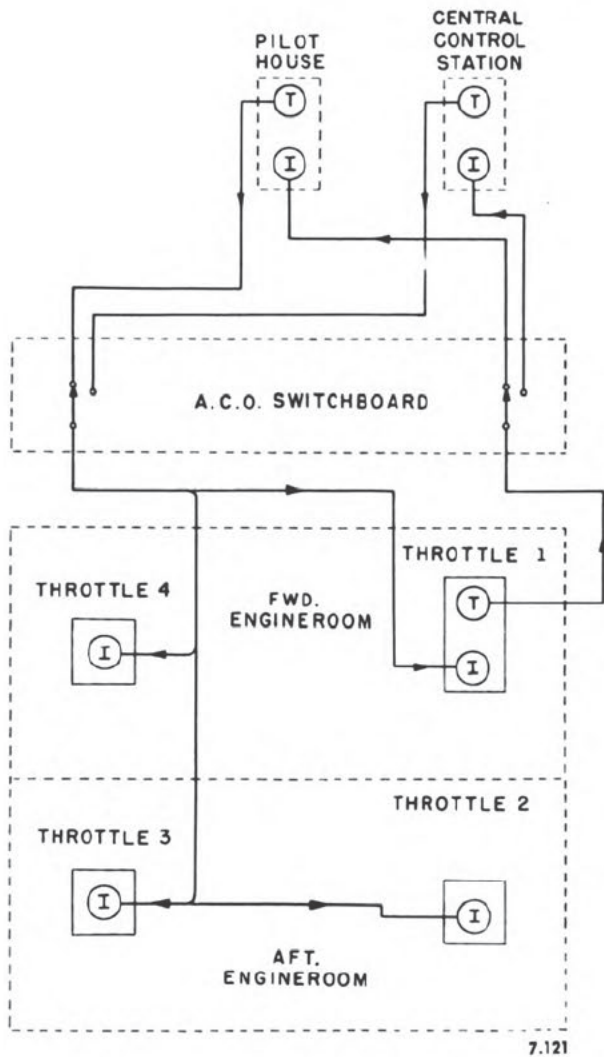 PILOT
HOUSE
CENTRAL
CONTROL
STATION
T
T
I
I
A.C.O. SWITCHBOARD
THROTTLE 4
FWD.
ENGINEROOM
THROTTLE 1
T
I
I
THROTTLE 3
THROTTLE 2
I
I
AFT.
ENGINEROOM
7.121